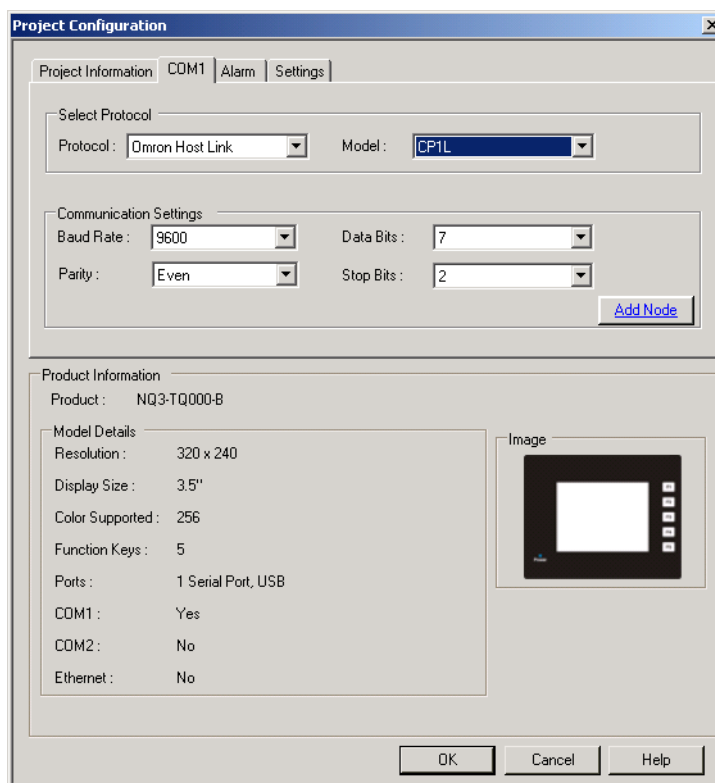 Project Configuration
Project Information COM1 Alarm Settings
Select Protocol
Protocol : Omron Host Link Model : CP1L
Communication Settings
Baud Rate : 9600 Data Bits : 7
Parity : Even Stop Bits : 2
Add Node
Product Information
Product : NQ3-TQ000-B
Model Details
Image
Resolution : 320 x 240
Display Size : 3.5''
Color Supported : 256
Function Keys : 5
Ports : 1 Serial Port, USB
COM1 : Yes
COM2 : No
Ethernet : No
OK Cancel Help